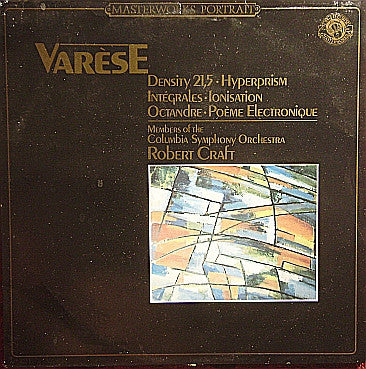 MASTERWORKS PORTRAIT
VARÈSE
DENSITY 21,5 · HYPERPRISM
INTÉGRALES · IONISATION
OCTANDRE · POÈME ELECTRONIQUE
MEMBERS OF THE
COLUMBIA SYMPHONY ORCHESTRA
ROBERT CRAFT